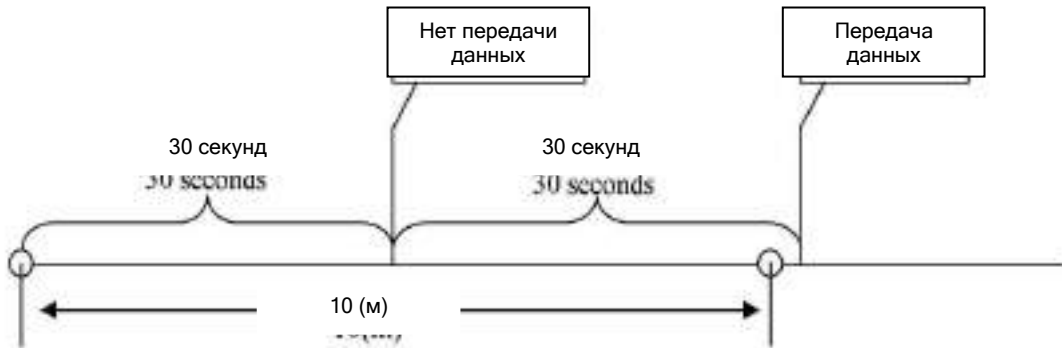 Нет передачи
данных
Передача
данных
30 секунд
30 секунд
30 seconds
30 seconds
10 (м)